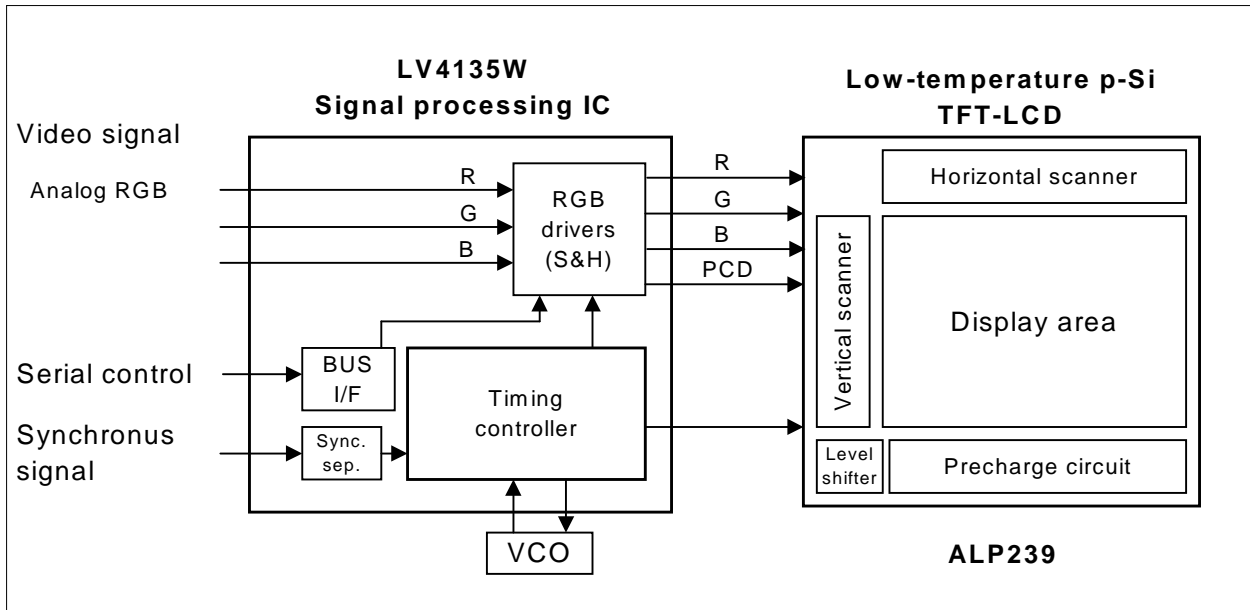 LV4135W
Signal processing IC
Low-temperature p-Si
TFT-LCD
Video signal
Analog RGB
R
G
B
RGB
drivers
(S&H)
R
G
B
PCD
Horizontal scanner
Vertical scanner
Display area
Serial control
BUS
I/F
Timing
controller
Synchronus
signal
Sync.
sep.
Level
shifter
Precharge circuit
VCO
ALP239